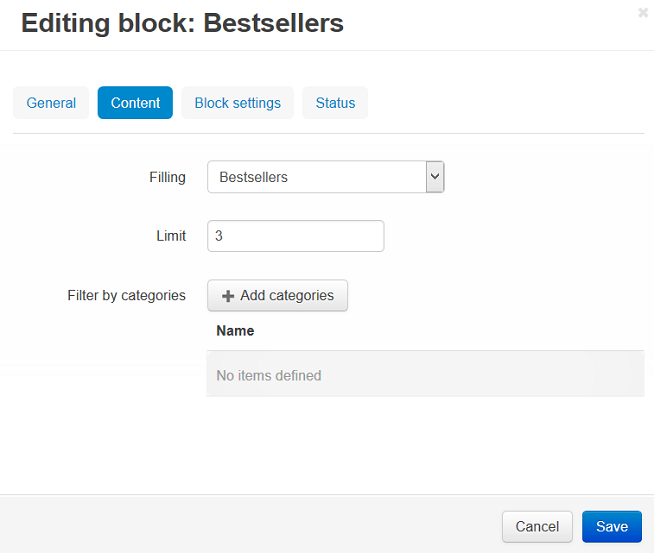 Editing block: Bestsellers
General Content Block settings Status
Filling Bestsellers
Limit 3
Filter by categories Add categories
Name
No items defined
Cancel Save